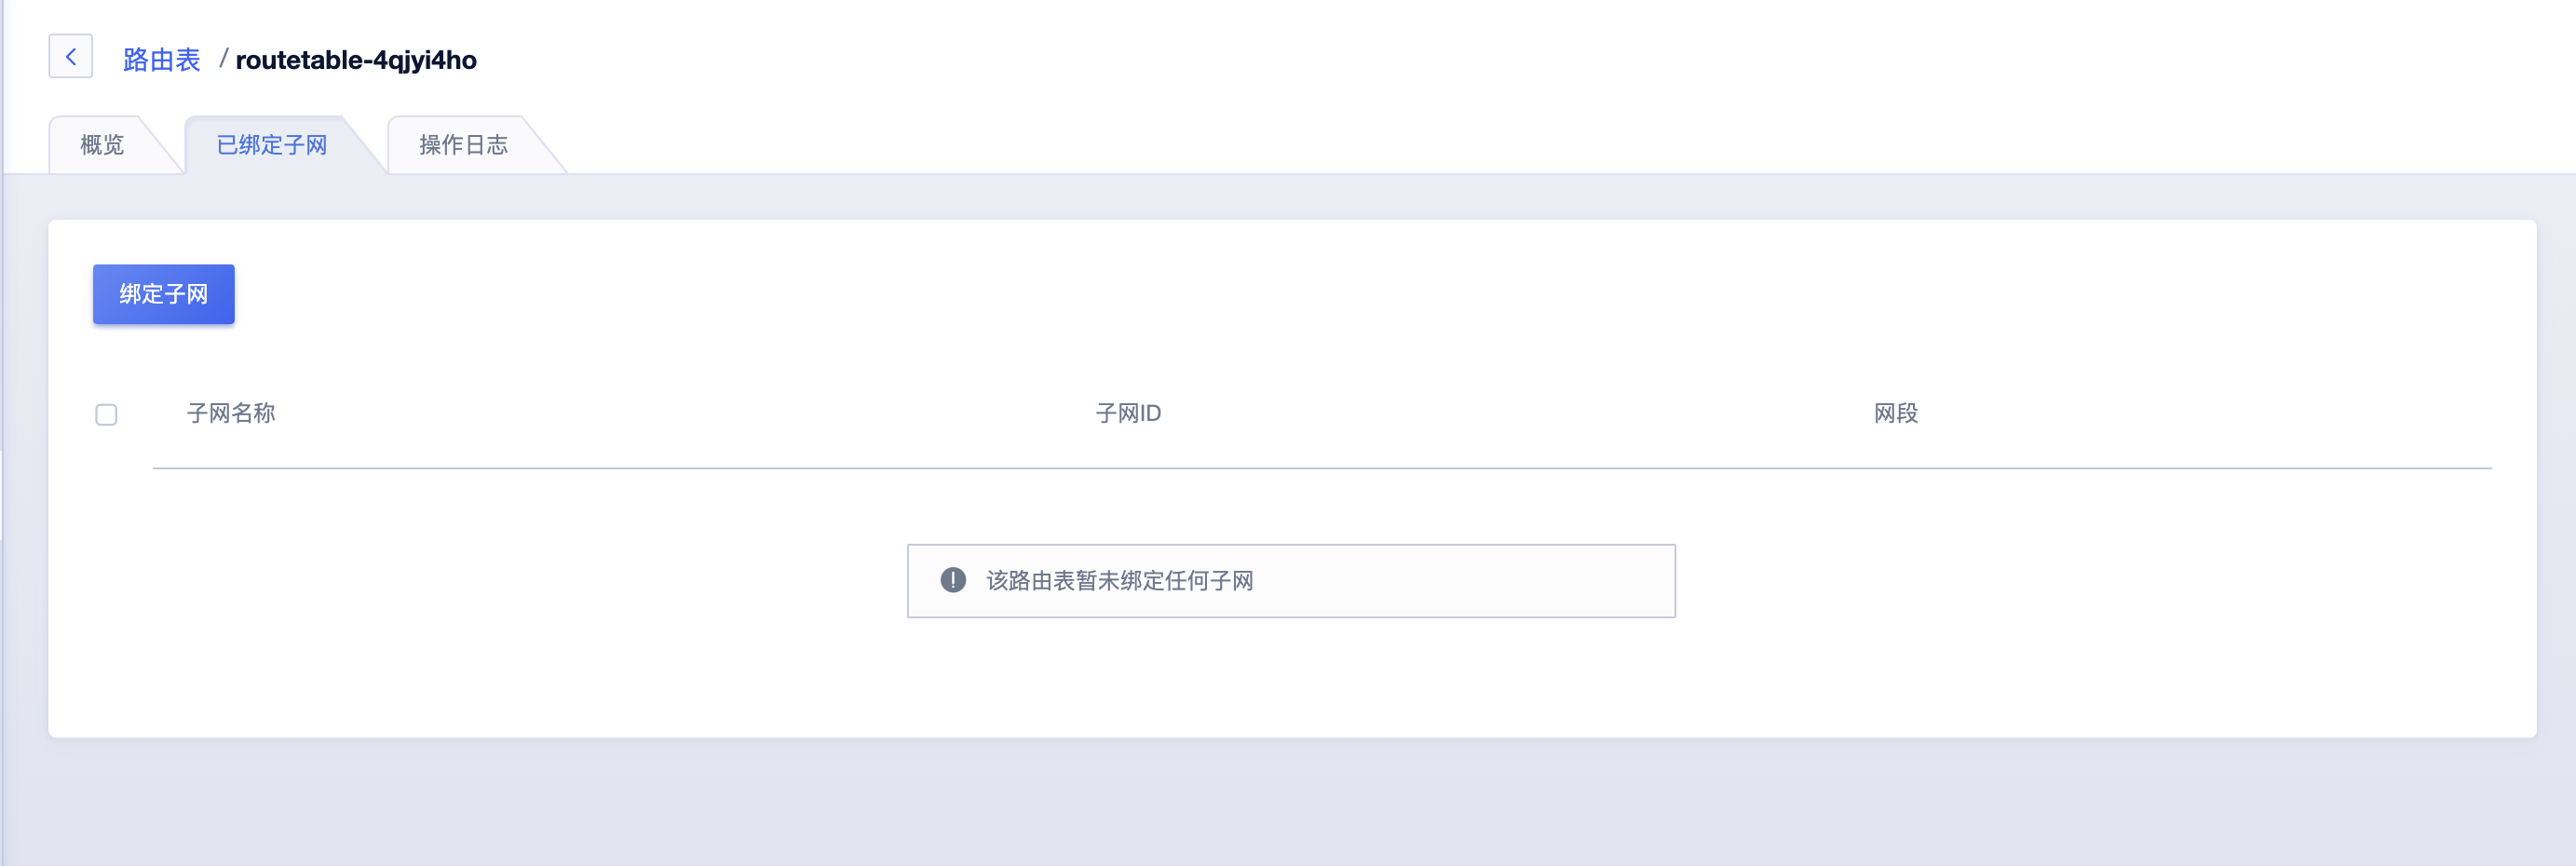 路由表 / routetable-4qjyi4ho
概览 已绑定子网 操作日志
绑定子网
子网名称 子网ID 网段
该路由表暂未绑定任何子网